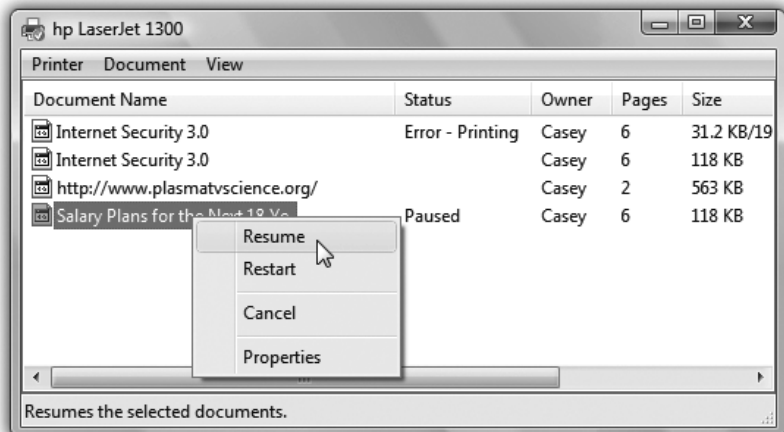 hp LaserJet 1300
Printer Document View
Document Name Status Owner Pages Size
Internet Security 3.0 Error - Printing Casey 6 31.2 KB/19
Internet Security 3.0 Casey 6 118 KB
http://www.plasmatvscience.org/ Casey 2 563 KB
Salary Plans for the Next 18 Ye... Paused Casey 6 118 KB
Resume
Restart
Cancel
Properties
Resumes the selected documents.